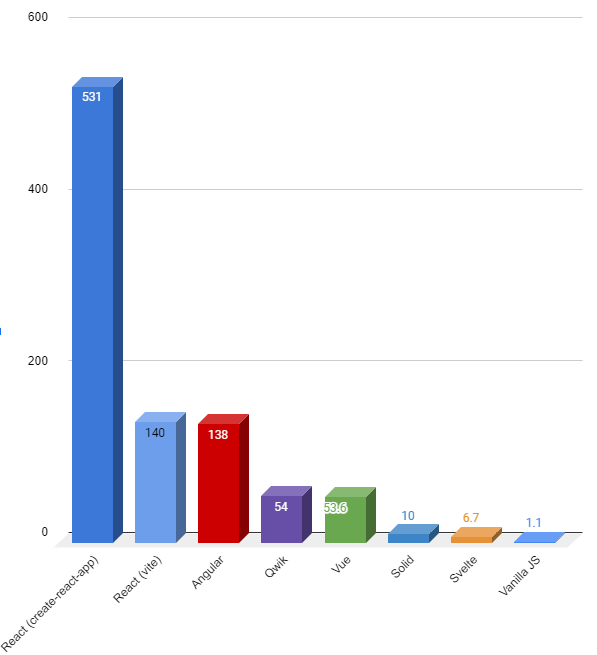 600
400
200
0
531
140
138
54
53.6
10
6.7
1.1
React (create-react-app)
React (vite)
Angular
Qwik
Vue
Solid
Svelte
Vanilla JS